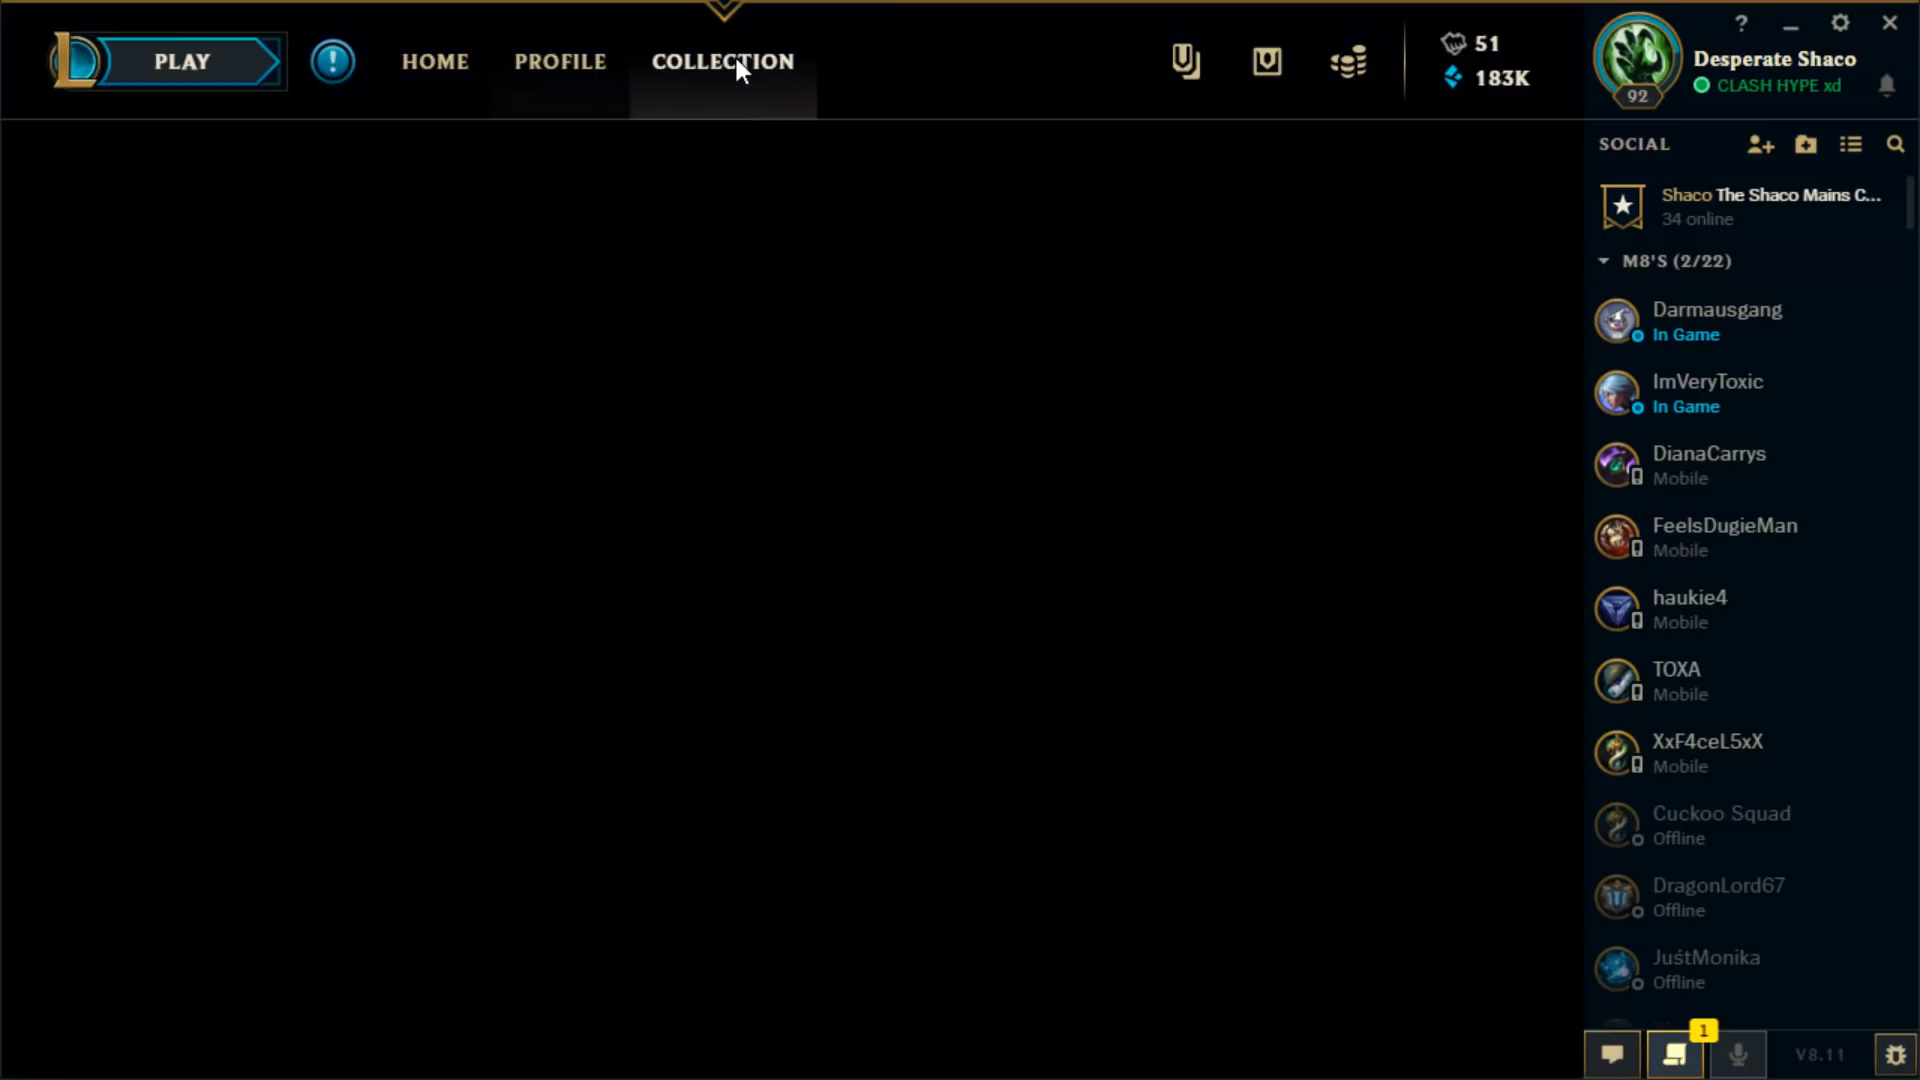 PLAY
HOME
PROFILE
COLLECTION
51
183K
92
Desperate Shaco
CLASH HYPE xd
SOCIAL
Shaco The Shaco Mains C...
34 online
M8'S (2/22)
Darmausgang
In Game
ImVeryToxic
In Game
DianaCarrys
Mobile
FeelsDugieMan
Mobile
haukie4
Mobile
TOXA
Mobile
XxF4ceL5xX
Mobile
Cuckoo Squad
Offline
DragonLord67
Offline
JuśtMonika
Offline
1
V8.11